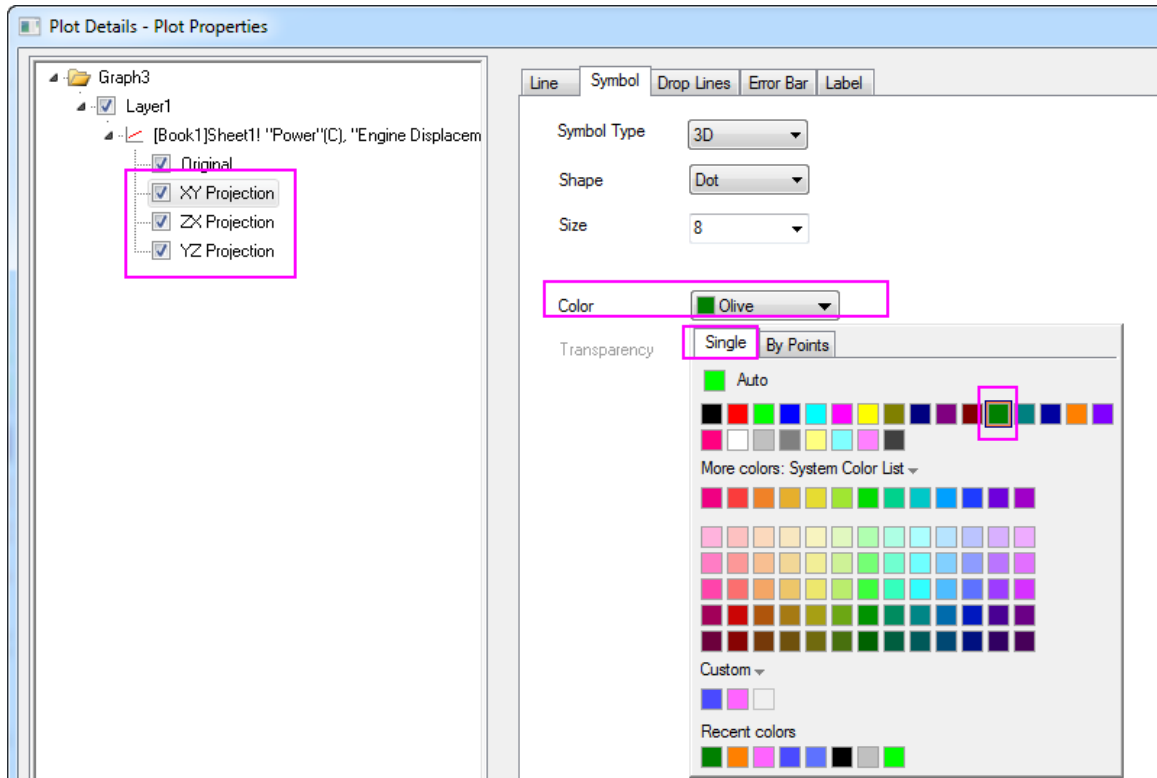 Plot Details - Plot Properties
Graph3
Layer1
[Book1]Sheet1! "Power"(C), "Engine Displacem
Original
XY Projection
ZX Projection
YZ Projection
Line Symbol Drop Lines Error Bar Label
Symbol Type 3D
Shape Dot
Size 8
Color Olive
Transparency
Single By Points
Auto
More colors: System Color List
Custom
Recent colors